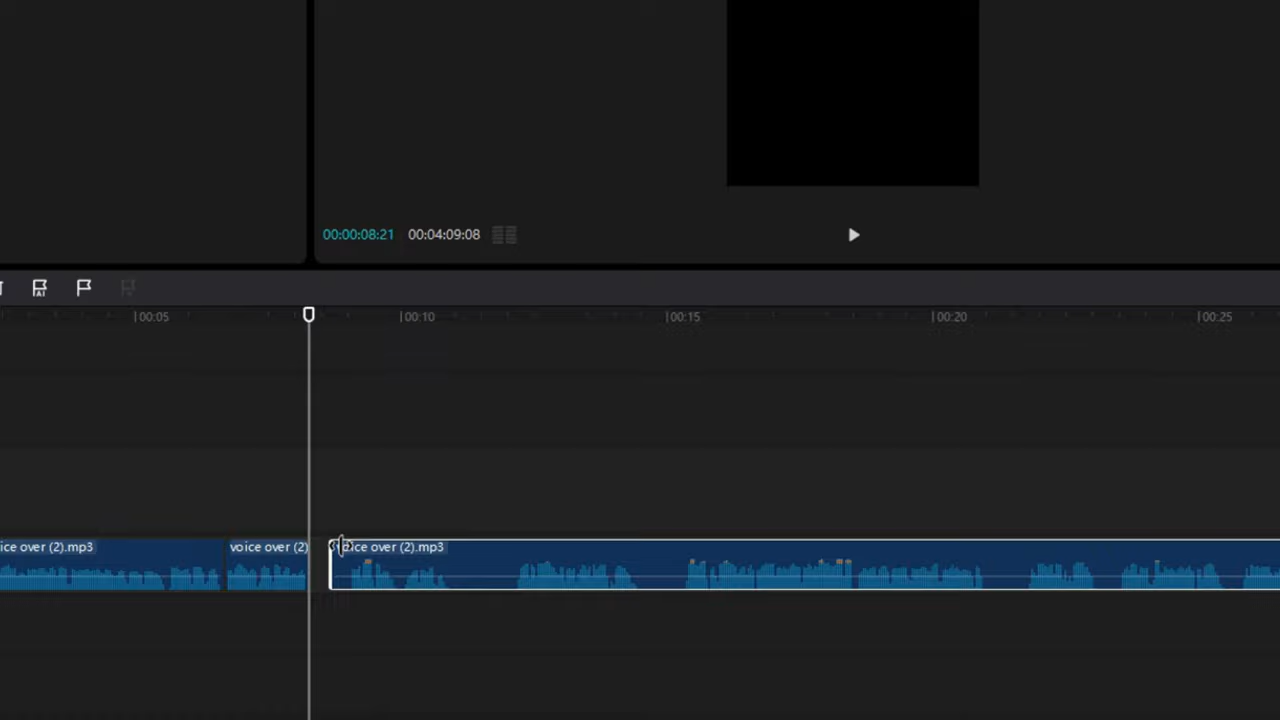 00:00:08:21 00:04:09:08
00:05 00:10 00:15 00:20 00:25
ice over (2).mp3 voice over (2) ice over (2).mp3